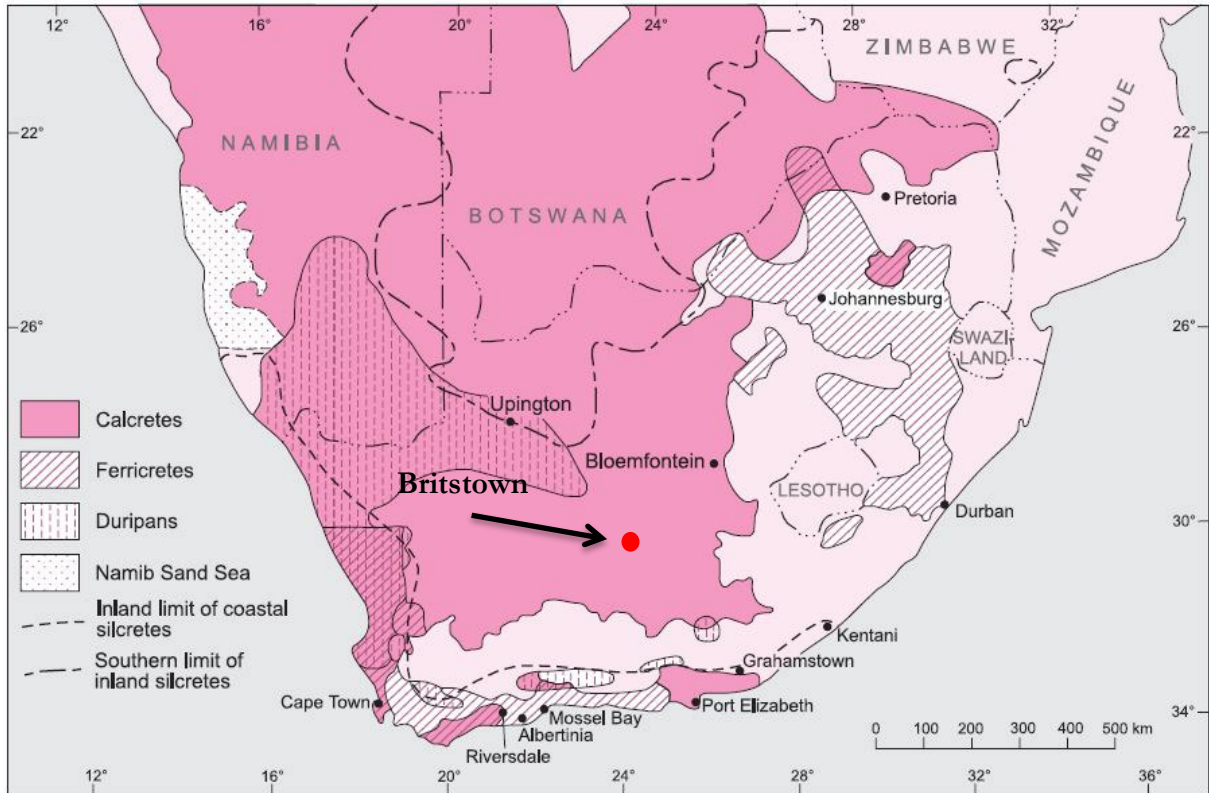 12°
16°
20°
24°
28°
32°
ZIMBABWE
22°
22°
NAMIBIA
BOTSWANA
MOZAMBIQUE
Pretoria
Johannesburg
26°
26°
SWAZI-
LAND
Calcretes
Ferricretes
Duripans
Namib Sand Sea
Inland limit of coastal
silcretes
Southern limit of
inland silcretes
Upington
Bloemfontein
Britstown
LESOTHO
Durban
30°
30°
Kentani
Grahamstown
Cape Town
Port Elizabeth
Mossel Bay
Albertinia
Riversdale
34°
34°
0 100 200 300 400 500 km
12°
16°
20°
24°
28°
32°
36°